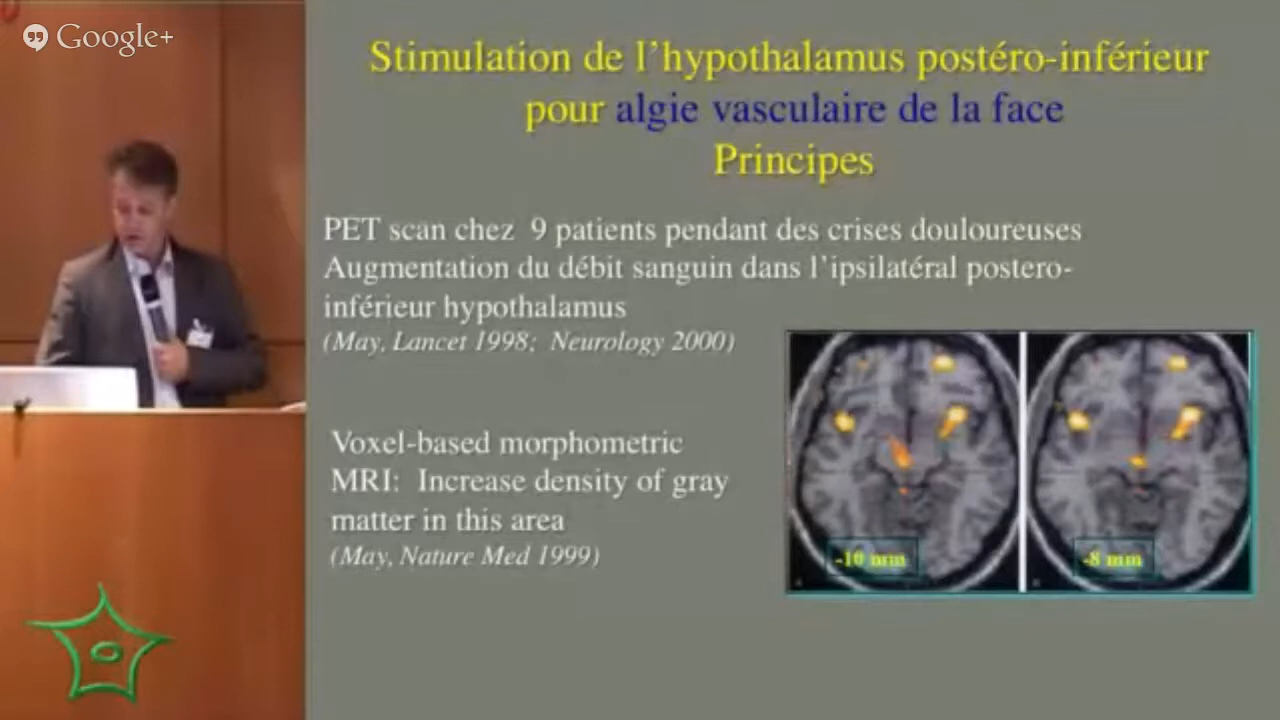 Google+
Stimulation de l'hypothalamus postéro-inférieur
pour algie vasculaire de la face
Principes
PET scan chez 9 patients pendant des crises douloureuses
Augmentation du débit sanguin dans l'ipsilatéral postero-
inférieur hypothalamus
(May, Lancet 1998; Neurology 2000)
Voxel-based morphometric
MRI: Increase density of gray
matter in this area
(May, Nature Med 1999)
-10 mm
-8 mm